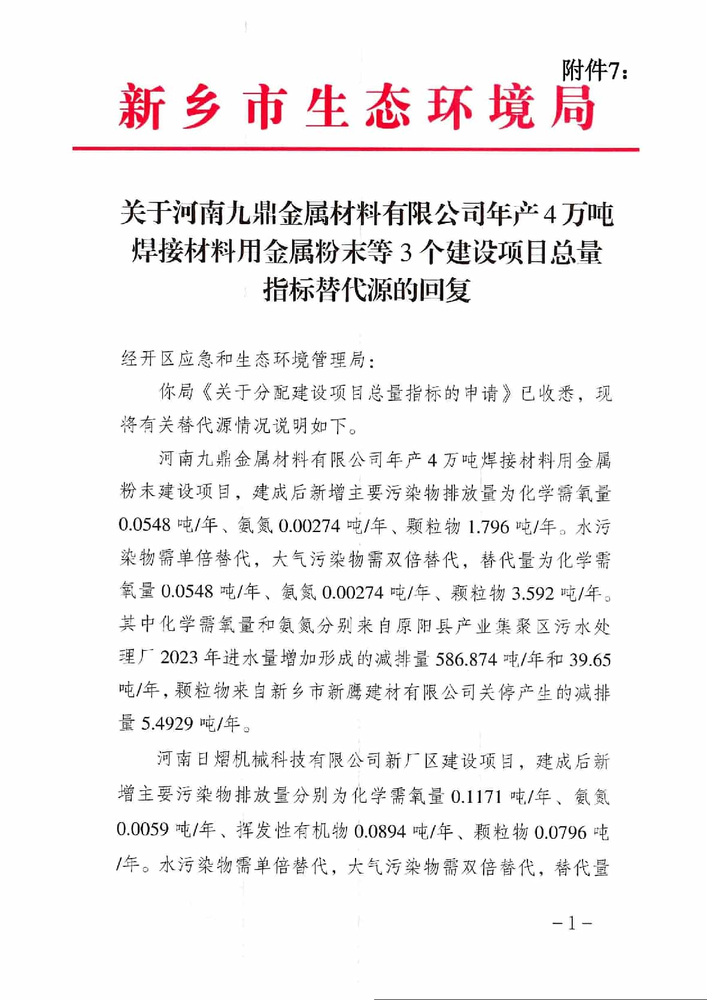 附件7：
新乡市生态环境局
关于河南九鼎金属材料有限公司年产4万吨
焊接材料用金属粉末等3个建设项目总量
指标替代源的回复
经开区应急和生态环境管理局：
你局《关于分配建设项目总量指标的申请》已收悉，现
将有关替代源情况说明如下。
河南九鼎金属材料有限公司年产4万吨焊接材料用金属
粉末建设项目，建成后新增主要污染物排放量为化学需氧量
0.0548吨/年、氨氮0.00274吨/年、颗粒物1.796吨/年。水污
染物需单倍替代，大气污染物需双倍替代，替代量为化学需
氧量0.0548吨/年、氨氮0.00274吨/年、颗粒物3.592吨/年。
其中化学需氧量和氨氮分别来自原阳县产业集聚区污水处
理厂2023年进水量增加形成的减排量586.874吨/年和39.65
吨/年，颗粒物来自新乡市新鹰建材有限公司关停产生的减排
量5.4929吨/年。
河南日熠机械科技有限公司新厂区建设项目，建成后新
增主要污染物排放量分别为化学需氧量0.1171吨/年、氨氮
0.0059吨/年、挥发性有机物0.0894吨/年、颗粒物0.0796吨
/年。水污染物需单倍替代，大气污染物需双倍替代，替代量
-1-